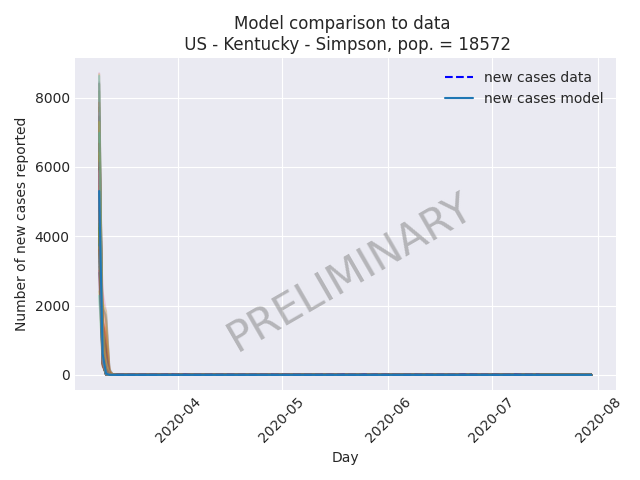 Model comparison to data
US - Kentucky - Simpson, pop. = 18572
new cases data
new cases model
Number of new cases reported
8000
6000
4000
2000
0
PRELIMINARY
2020-04
2020-05
2020-06
2020-07
2020-08
Day